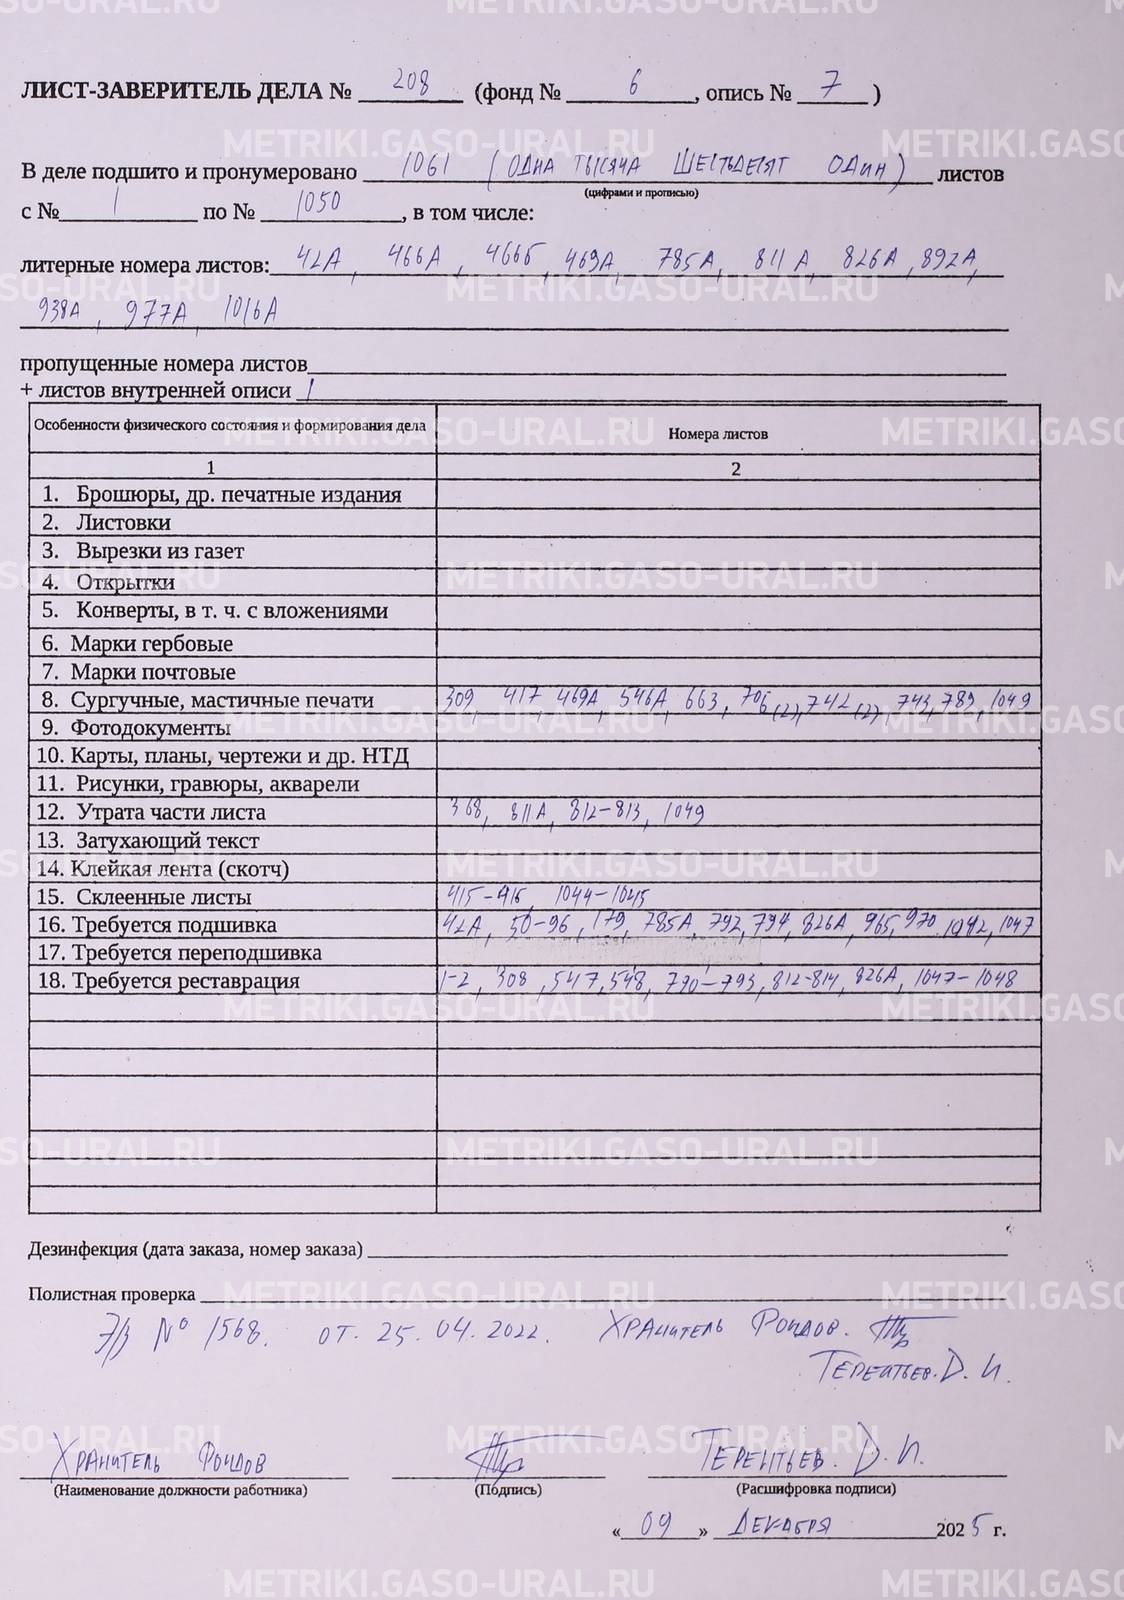 ЛИСТ-ЗАВЕРИТЕЛЬ ДЕЛА № 208 (фонд № 6, опись № 7)
В деле подшито и пронумеровано 1061 (одна тысяча шестьдесят один) листов
(цифрами и прописью)
с № 1 по № 1050, в том числе:
литерные номера листов: 42А, 466А, 466Б, 469А, 785А, 811А, 826А, 892А,
938А, 977А, 1016А
пропущенные номера листов
+ листов внутренней описи 1
Особенности физического состояния и формирования дела Номера листов
1 2
1. Брошюры, др. печатные издания
2. Листовки
3. Вырезки из газет
4. Открытки
5. Конверты, в т. ч. с вложениями
6. Марки гербовые
7. Марки почтовые
8. Сургучные, мастичные печати 309, 417, 469А, 546А, 663, 706(2), 742(2), 743, 789, 1049
9. Фотодокументы
10. Карты, планы, чертежи и др. НТД
11. Рисунки, гравюры, акварели
12. Утрата части листа 368, 811А, 812-813, 1049
13. Затухающий текст
14. Клейкая лента (скотч)
15. Склеенные листы 415-416, 1044-1045
16. Требуется подшивка 42А, 50-96, 179, 785А, 792, 794, 826А, 965, 970, 1042, 1047
17. Требуется переподшивка
18. Требуется реставрация 1-2, 308, 547, 548, 790-793, 812-814, 826А, 1047-1048
Дезинфекция (дата заказа, номер заказа)
Полистная проверка
Э/З № 1568. от. 25.04.2022. Хранитель фондов.
Терентьев Д. И.
Хранитель фондов Терентьев Д. И.
(Наименование должности работника) (Подпись) (Расшифровка подписи)
« 09 » декабря 2025 г.
METRIKI.GASO-URAL.RU